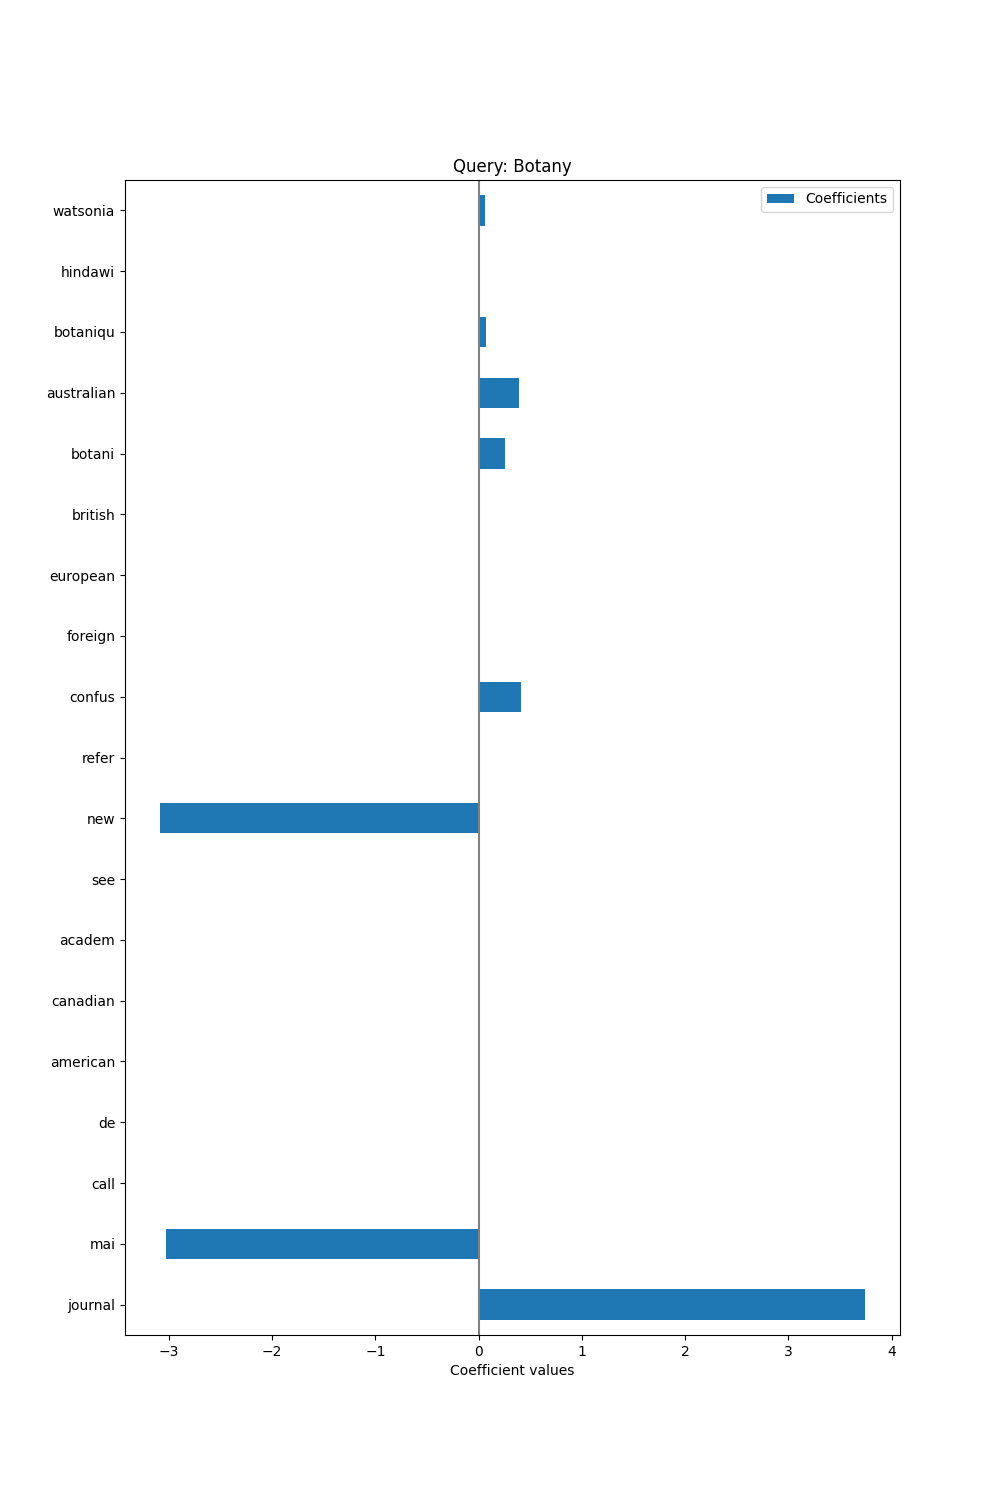 Query: Botany
Coefficients
watsonia
hindawi
botaniqu
australian
botani
british
european
foreign
confus
refer
new
see
academ
canadian
american
de
call
mai
journal
−3 −2 −1 0 1 2 3 4
Coefficient values